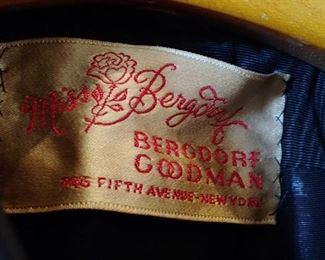 Miss Bergdorf
BERGDORF
GOODMAN
FIFTH AVENUE · NEW YORK